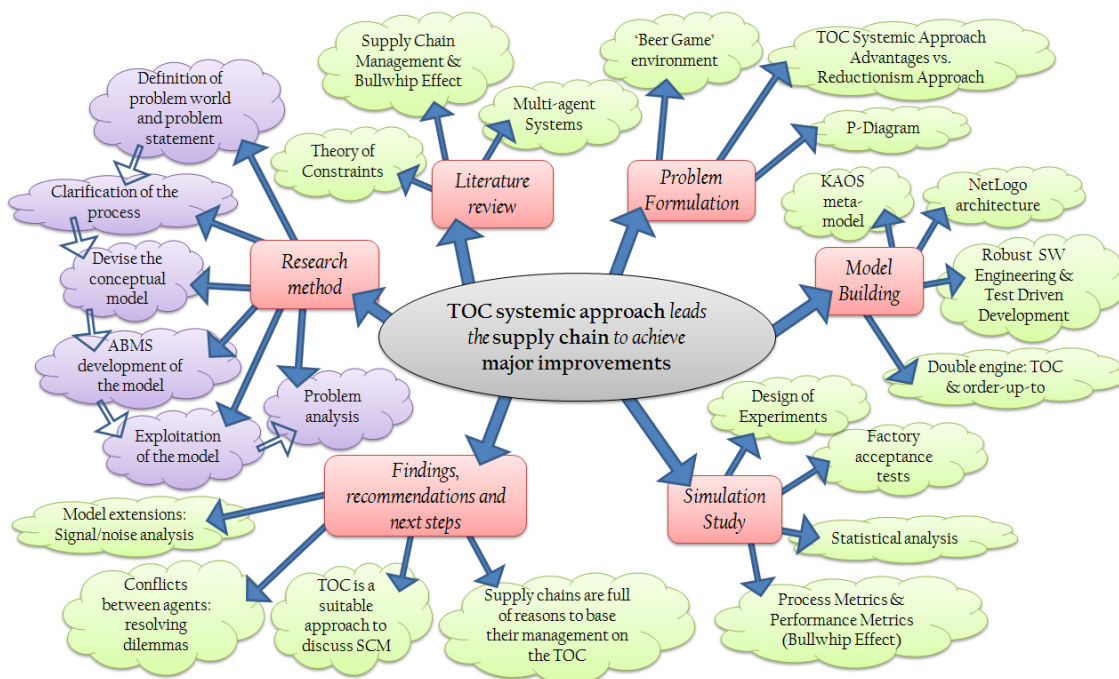 Supply Chain
Management &
Bullwhip Effect
'Beer Game'
environment
TOC Systemic Approach
Advantages vs.
Reductionism Approach
Definition of
problem world
and problem
statement
Multi-agent
Systems
P-Diagram
Theory of
Constraints
Literature
review
Problem
Formulation
KAOS
meta-
model
NetLogo
architecture
Clarification of the
process
Research
method
Devise the
conceptual
model
Model
Building
Robust SW
Engineering &
Test Driven
Development
TOC systemic approach leads
the supply chain to achieve
major improvements
ABMS
development of
the model
Double engine: TOC
& order-up-to
Problem
analysis
Design of
Experiments
Exploitation
of the model
Factory
acceptance
tests
Findings,
recommendations and
next steps
Simulation
Study
Model extensions:
Signal/noise analysis
Statistical analysis
Conflicts
between agents:
resolving
dilemmas
TOC is a
suitable
approach to
discuss SCM
Supply chains are full
of reasons to base
their management on
the TOC
Process Metrics &
Performance Metrics
(Bullwhip Effect)